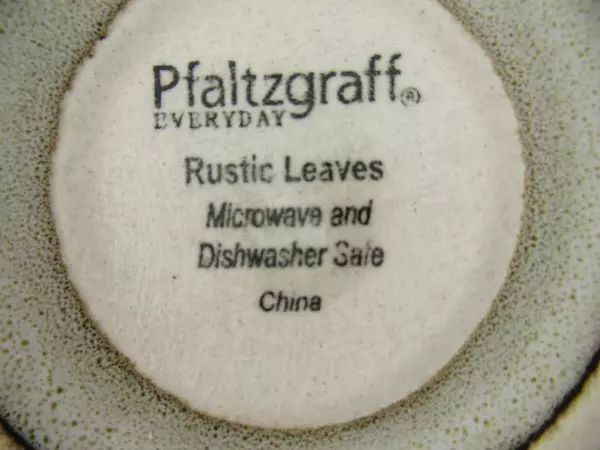 Pfaltzgraff®
EVERYDAY
Rustic Leaves
Microwave and
Dishwasher Safe
China